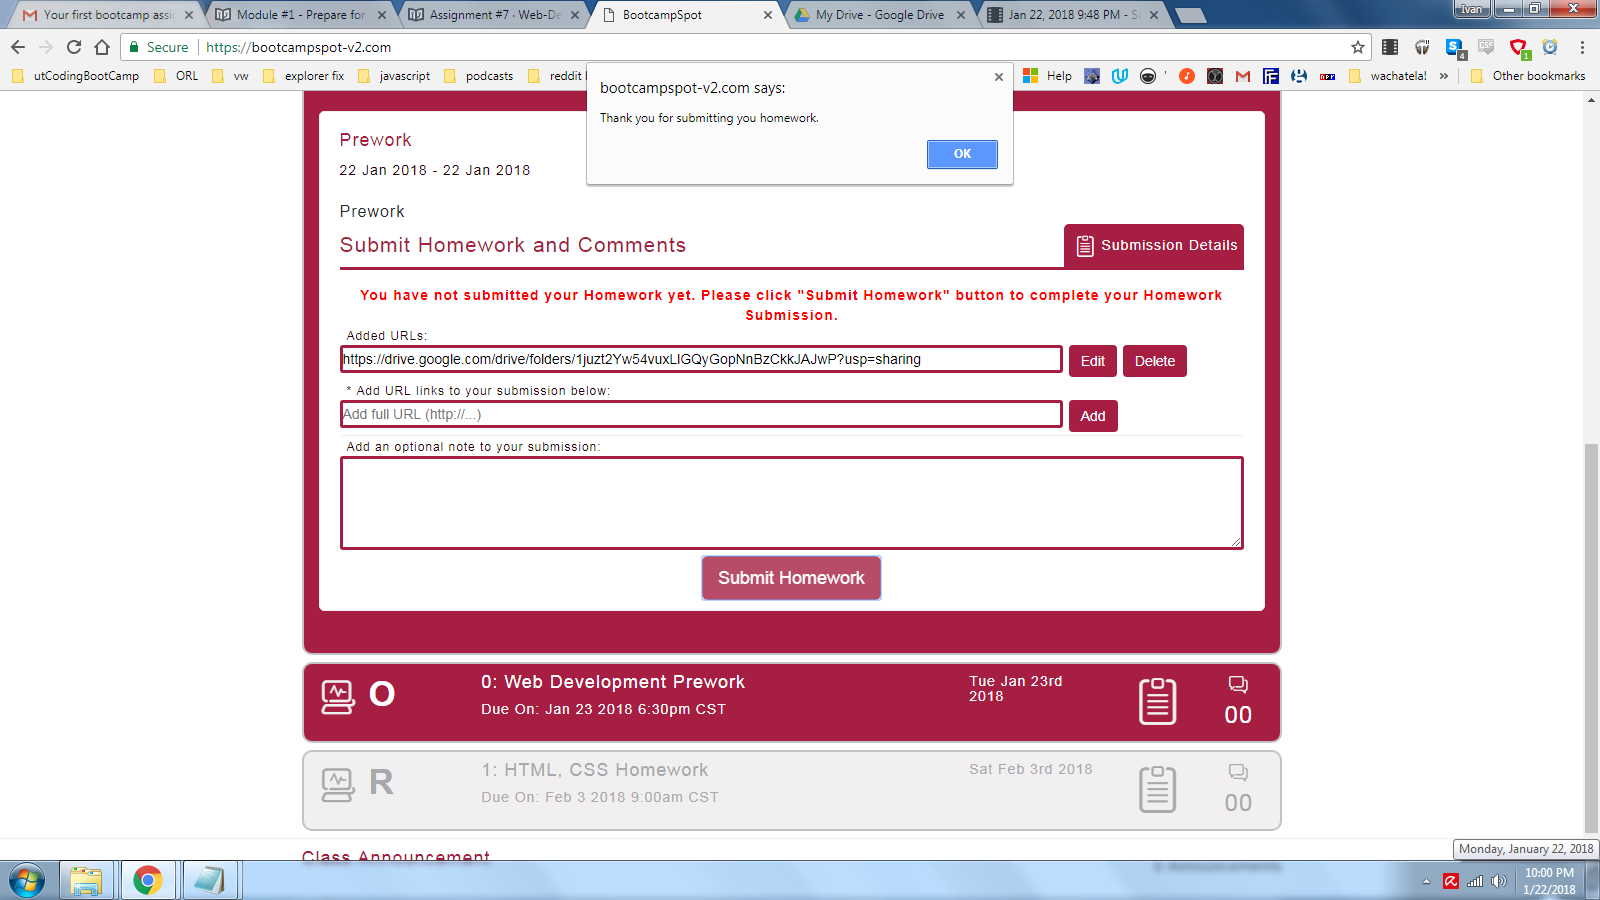 Your first bootcamp assi
Module #1 - Prepare for
Assignment #7 · Web-De
BootcampSpot
My Drive - Google Drive
Jan 22, 2018 9:48 PM - S
Ivan
Secure
https://bootcampspot-v2.com
4
1
utCodingBootCamp
ORL
vw
explorer fix
javascript
podcasts
reddit
Help
wachatela!
»
Other bookmarks
bootcampspot-v2.com says:
Thank you for submitting you homework.
OK
Prework
22 Jan 2018 - 22 Jan 2018
Prework
Submit Homework and Comments
Submission Details
You have not submitted your Homework yet. Please click "Submit Homework" button to complete your Homework
Submission.
Added URLs:
https://drive.google.com/drive/folders/1juzt2Yw54vuxLIGQyGopNnBzCkkJAJwP?usp=sharing
Edit
Delete
* Add URL links to your submission below:
Add full URL (http://...)
Add
Add an optional note to your submission:
Submit Homework
O
0: Web Development Prework
Due On: Jan 23 2018 6:30pm CST
Tue Jan 23rd
2018
00
R
1: HTML, CSS Homework
Due On: Feb 3 2018 9:00am CST
Sat Feb 3rd 2018
00
Class Announcement
Monday, January 22, 2018
10:00 PM
1/22/2018